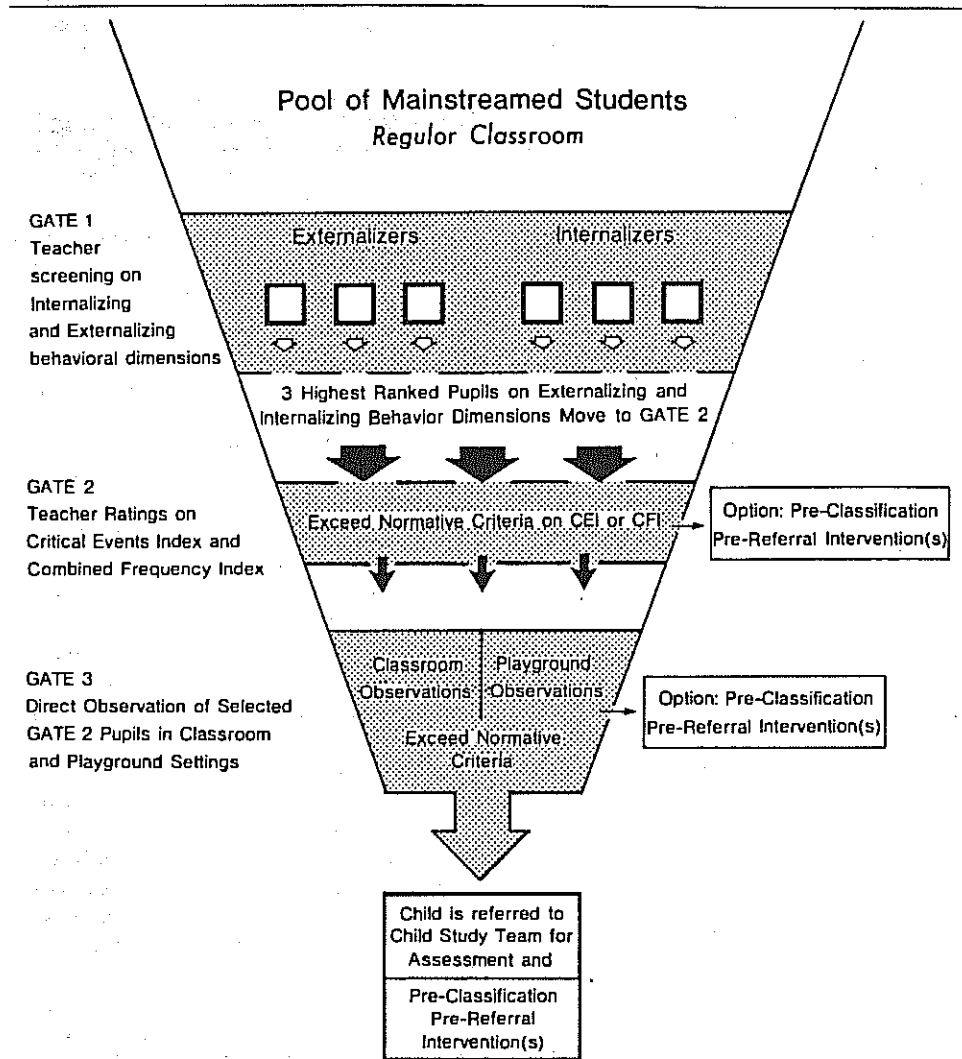 Pool of Mainstreamed Students
Regulor Classroom
GATE 1
Teacher
screening on
Internalizing
and Externalizing
behavioral dimensions
Externalizers
Internalizers
3 Highest Ranked Pupils on Externalizing and
Internalizing Behavior Dimensions Move to GATE 2
GATE 2
Teacher Ratings on
Critical Events Index and
Combined Frequency Index
Exceed Normative Criteria on CEI or CFI
Option: Pre-Classification
Pre-Referral Intervention(s)
GATE 3
Direct Observation of Selected
GATE 2 Pupils in Classroom
and Playground Settings
Classroom
Observations
Playground
Observations
Exceed Normative
Criteria
Option: Pre-Classification
Pre-Referral Intervention(s)
Child is referred to
Child Study Team for
Assessment and
Pre-Classification
Pre-Referral
Intervention(s)